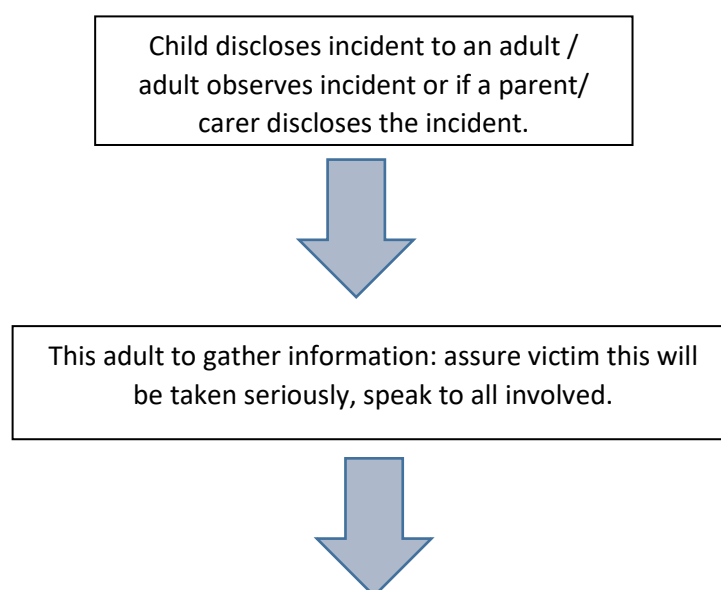 Child discloses incident to an adult /
adult observes incident or if a parent/
carer discloses the incident.
This adult to gather information: assure victim this will
be taken seriously, speak to all involved.